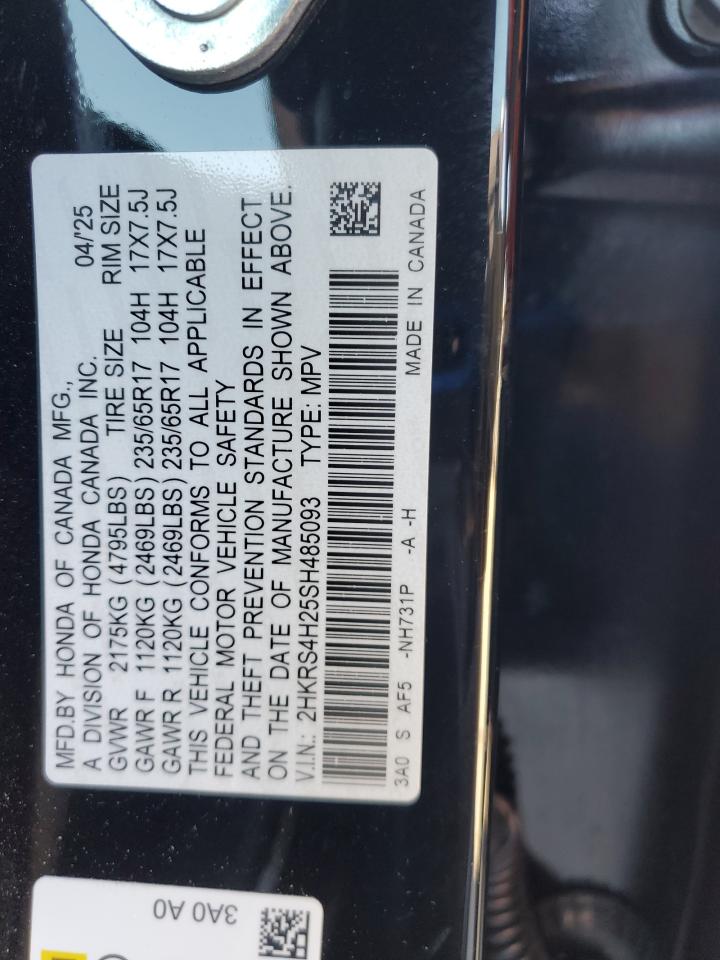 MFD.BY HONDA OF CANADA MFG.,
A DIVISION OF HONDA CANADA INC. 04/'25
GVWR 2175KG (4795LBS) TIRE SIZE RIM SIZE
GAWR F 1120KG (2469LBS) 235/65R17 104H 17X7.5J
GAWR R 1120KG (2469LBS) 235/65R17 104H 17X7.5J
THIS VEHICLE CONFORMS TO ALL APPLICABLE
FEDERAL MOTOR VEHICLE SAFETY
AND THEFT PREVENTION STANDARDS IN EFFECT
ON THE DATE OF MANUFACTURE SHOWN ABOVE.
V.I.N.: 2HKRS4H25SH485093 TYPE: MPV
3A0 S AF5 -NH731P -A -H MADE IN CANADA
3A0 A0